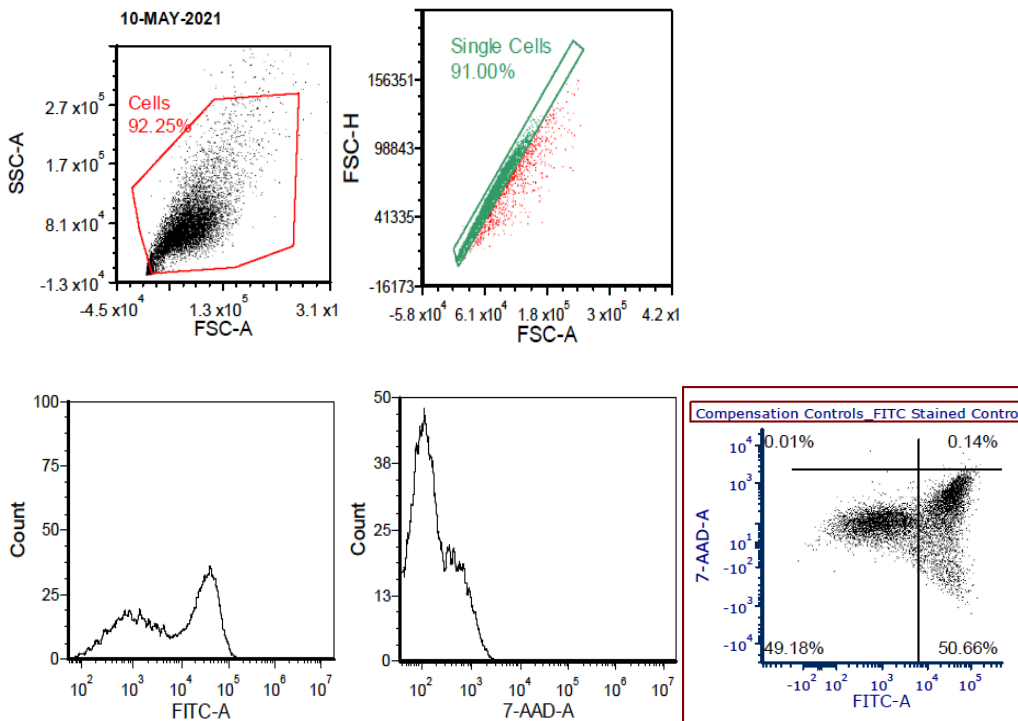 10-MAY-2021
SSC-A
2.7 x10⁵
1.7 x10⁵
8.1 x10⁴
-1.3 x10⁴
Cells
92.25%
-4.5 x10⁴ 1.3 x10⁵ 3.1 x1
FSC-A
FSC-H
156351
98843
41335
-16173
Single Cells
91.00%
-5.8 x10⁴ 6.1 x10⁴ 1.8 x10⁵ 3 x10⁵ 4.2 x1
FSC-A
Count
100
75
50
25
0
10² 10³ 10⁴ 10⁵ 10⁶ 10⁷
FITC-A
Count
50
38
25
13
0
10² 10³ 10⁴ 10⁵ 10⁶ 10⁷
7-AAD-A
Compensation Controls_FITC Stained Contro
7-AAD-A
10⁴
10³
10¹
-10²
-10³
-10⁴
0.01% 0.14%
49.18% 50.66%
-10² 10² 10³ 10⁴ 10⁵
FITC-A